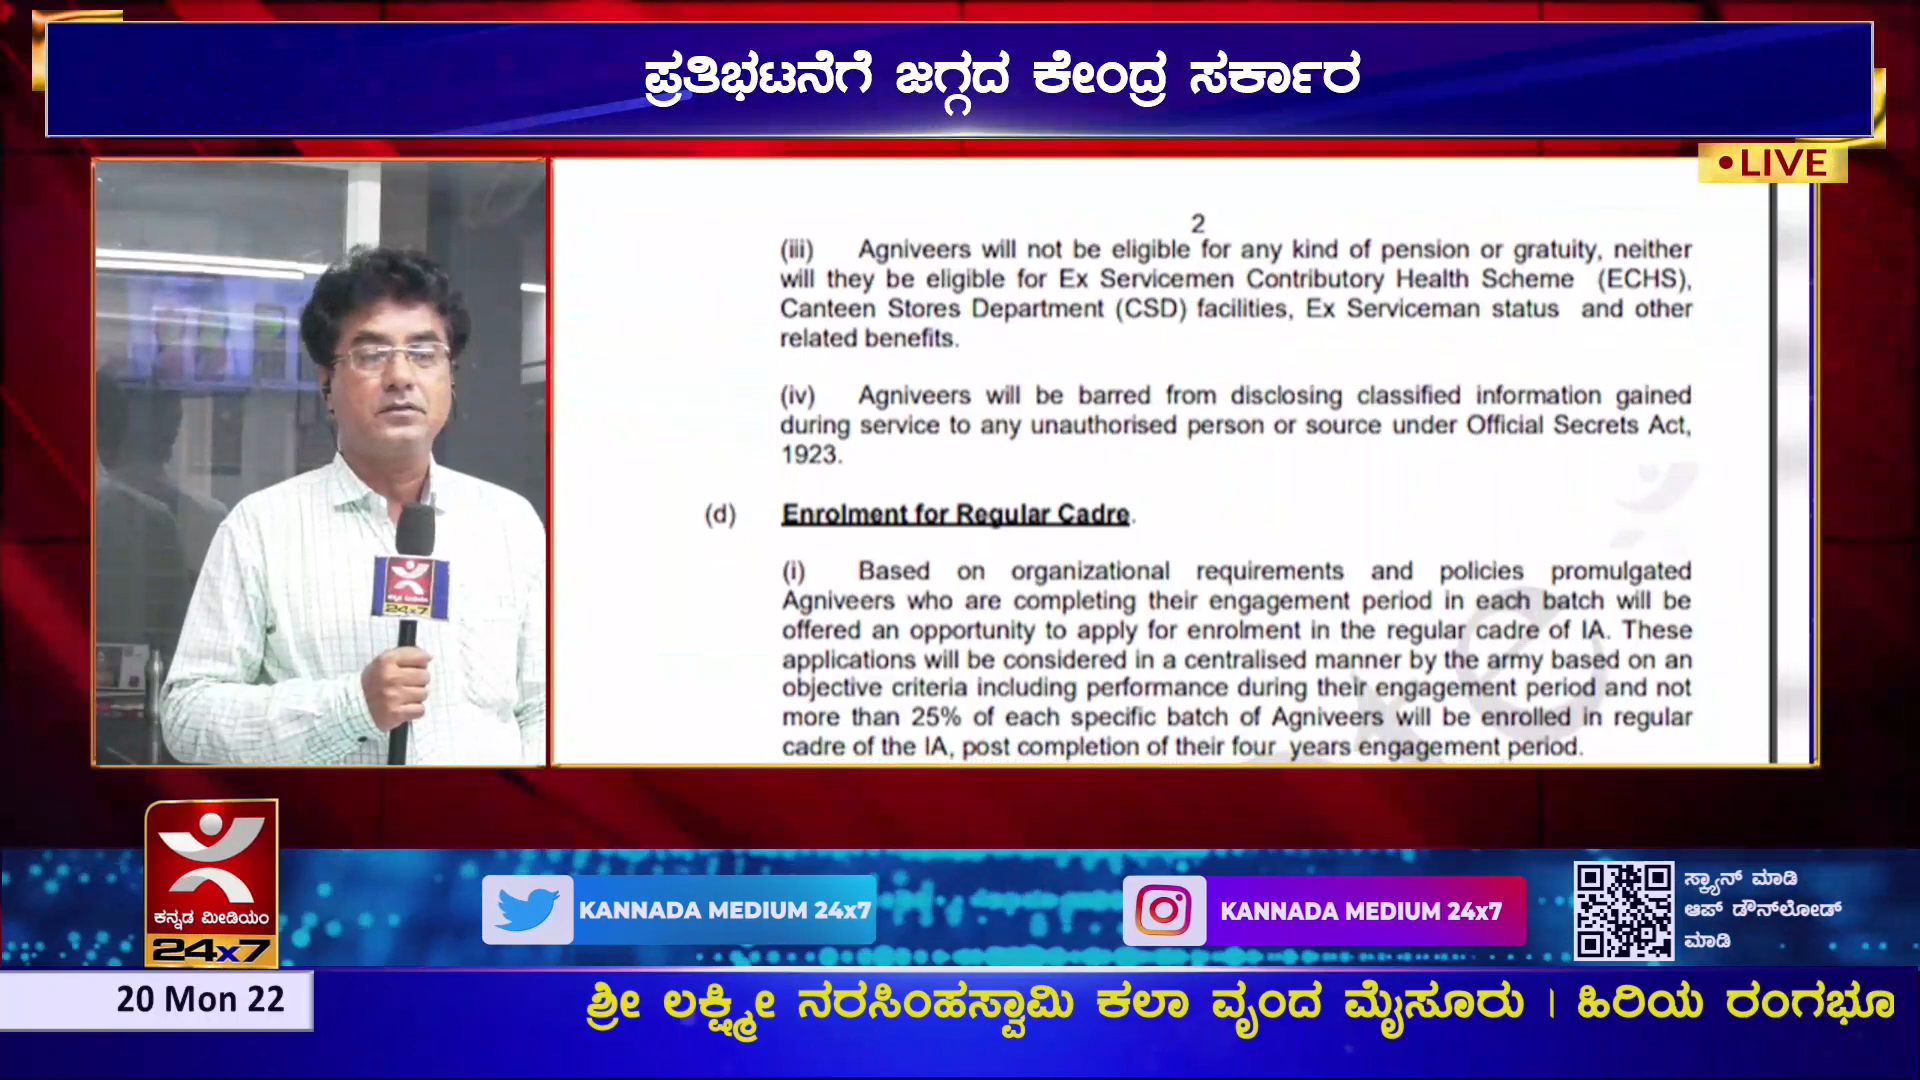 ಪ್ರತಿಭಟನೆಗೆ ಜಗ್ಗದ ಕೇಂದ್ರ ಸರ್ಕಾರ
•LIVE
2
(iii) Agniveers will not be eligible for any kind of pension or gratuity, neither
will they be eligible for Ex Servicemen Contributory Health Scheme (ECHS),
Canteen Stores Department (CSD) facilities, Ex Serviceman status and other
related benefits.
(iv) Agniveers will be barred from disclosing classified information gained
during service to any unauthorised person or source under Official Secrets Act,
1923.
(d) Enrolment for Regular Cadre.
(i) Based on organizational requirements and policies promulgated
Agniveers who are completing their engagement period in each batch will be
offered an opportunity to apply for enrolment in the regular cadre of IA. These
applications will be considered in a centralised manner by the army based on an
objective criteria including performance during their engagement period and not
more than 25% of each specific batch of Agniveers will be enrolled in regular
cadre of the IA, post completion of their four years engagement period.
24x7
ಕನ್ನಡ ಮೀಡಿಯಂ
24x7
KANNADA MEDIUM 24x7
KANNADA MEDIUM 24x7
ಸ್ಕ್ಯಾನ್ ಮಾಡಿ
ಆಪ್ ಡೌನ್‌ಲೋಡ್
ಮಾಡಿ
20 Mon 22
ಶ್ರೀ ಲಕ್ಷ್ಮೀ ನರಸಿಂಹಸ್ವಾಮಿ ಕಲಾ ವೃಂದ ಮೈಸೂರು | ಹಿರಿಯ ರಂಗಭೂ